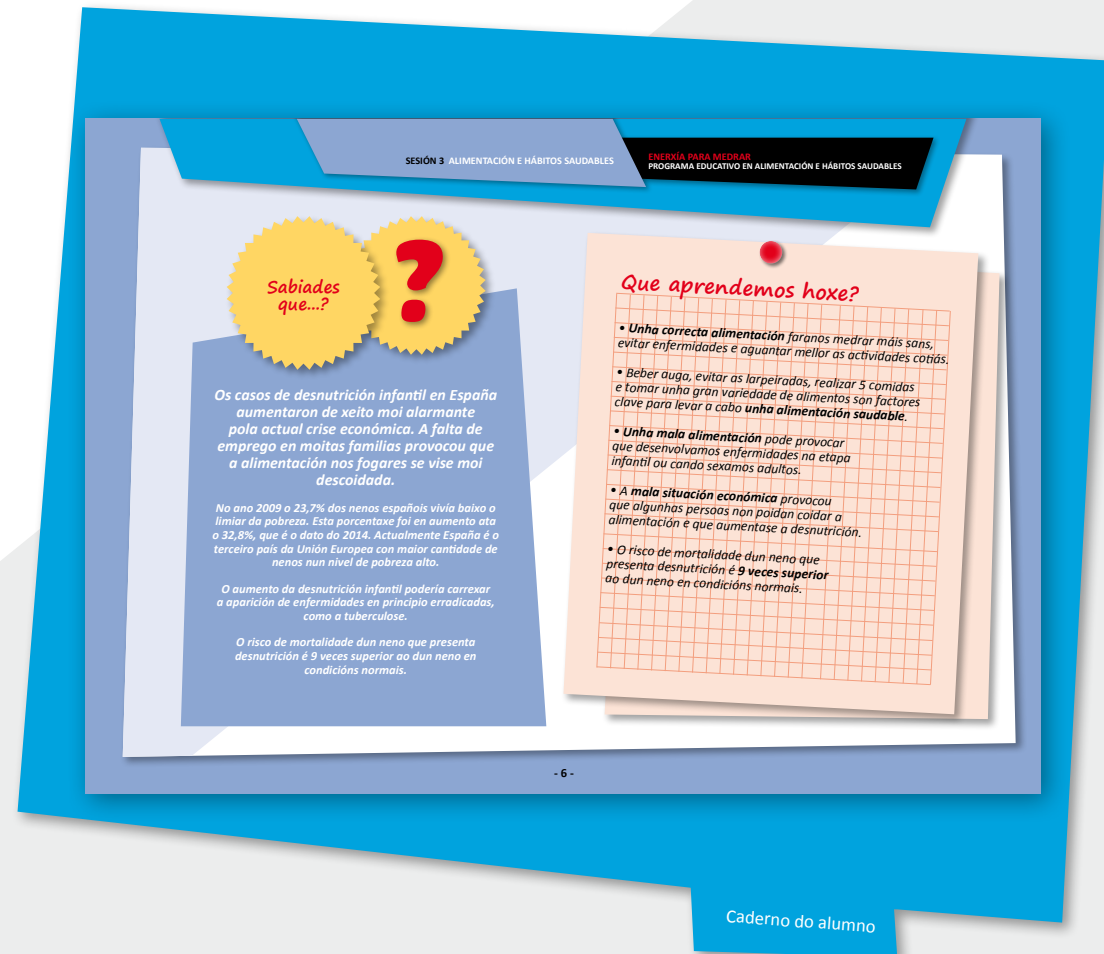 SESIÓN 3 ALIMENTACIÓN E HÁBITOS SAUDABLES
ENERXÍA PARA MEDRAR
PROGRAMA EDUCATIVO EN ALIMENTACIÓN E HÁBITOS SAUDABLES
Sabiades
que...?
?
Os casos de desnutrición infantil en España
aumentaron de xeito moi alarmante
pola actual crise económica. A falta de
emprego en moitas familias provocou que
a alimentación nos fogares se vise moi
descoidada.
No ano 2009 o 23,7% dos nenos españois vivía baixo o
limiar da pobreza. Esta porcentaxe foi en aumento ata
o 32,8%, que é o dato do 2014. Actualmente España é o
terceiro país da Unión Europea con maior cantidade de
nenos nun nivel de pobreza alto.
O aumento da desnutrición infantil podería carrexar
a aparición de enfermidades en principio erradicadas,
como a tuberculose.
O risco de mortalidade dun neno que presenta
desnutrición é 9 veces superior ao dun neno en
condicións normais.
Que aprendemos hoxe?
• Unha correcta alimentación faranos medrar máis sans,
evitar enfermidades e aguantar mellor as actividades cotiás.
• Beber auga, evitar as larpeiradas, realizar 5 comidas
e tomar unha gran variedade de alimentos son factores
clave para levar a cabo unha alimentación saudable.
• Unha mala alimentación pode provocar
que desenvolvamos enfermidades na etapa
infantil ou cando sexamos adultos.
• A mala situación económica provocou
que algunhas persoas non poidan coidar a
alimentación e que aumentase a desnutrición.
• O risco de mortalidade dun neno que
presenta desnutrición é 9 veces superior
ao dun neno en condicións normais.
- 6 -
Caderno do alumno